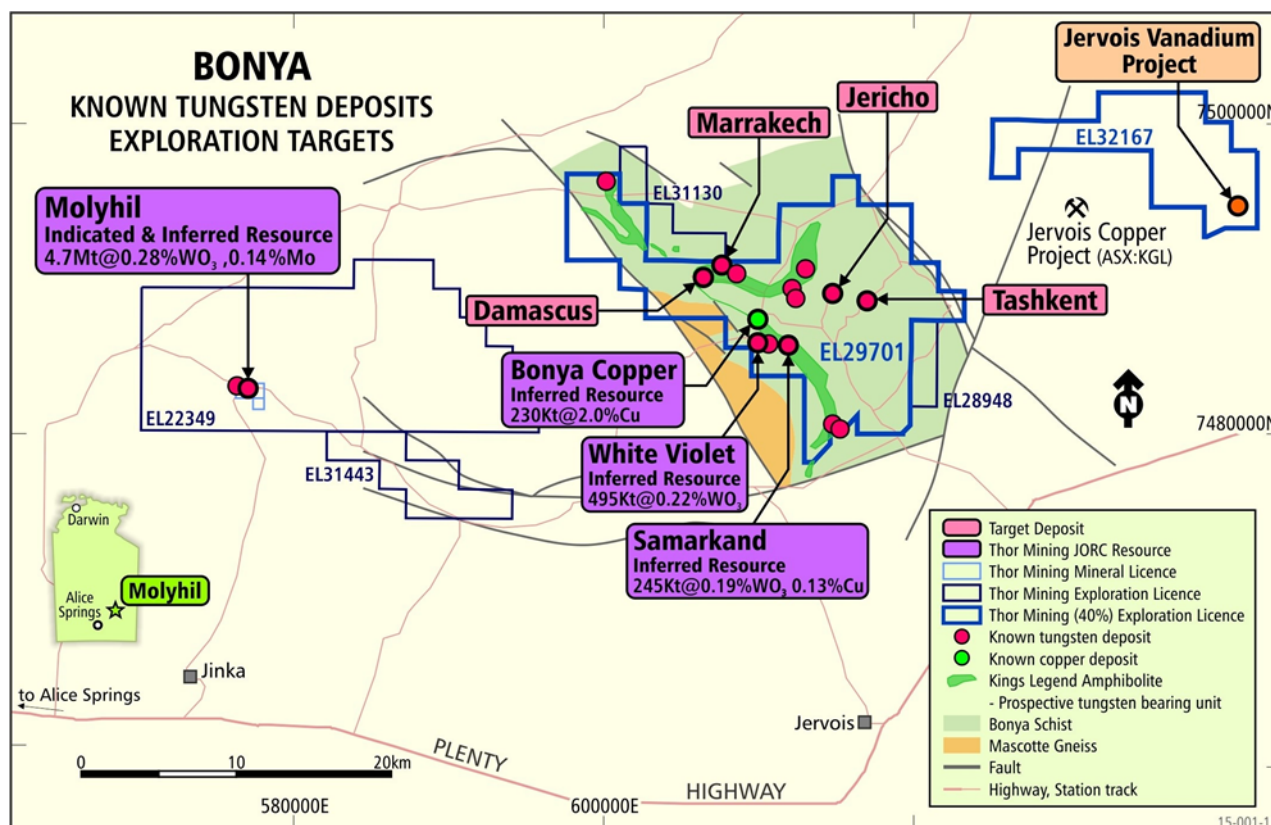 BONYA
KNOWN TUNGSTEN DEPOSITS
EXPLORATION TARGETS
Jervois Vanadium
Project
7500000N
EL32167
Jericho
Marrakech
EL31130
Molyhil
Indicated & Inferred Resource
4.7Mt@0.28%WO₃ ,0.14%Mo
Jervois Copper
Project (ASX:KGL)
Damascus
Tashkent
EL29701
Bonya Copper
Inferred Resource
230Kt@2.0%Cu
EL22349
EL28948
N
7480000N
White Violet
Inferred Resource
495Kt@0.22%WO₃
EL31443
Samarkand
Inferred Resource
245Kt@0.19%WO₃ 0.13%Cu
Darwin
Alice
Springs
Molyhil
Jinka
to Alice Springs
Jervois
PLENTY
HIGHWAY
0
10
20km
580000E
600000E
Target Deposit
Thor Mining JORC Resource
Thor Mining Mineral Licence
Thor Mining Exploration Licence
Thor Mining (40%) Exploration Licence
Known tungsten deposit
Known copper deposit
Kings Legend Amphibolite
- Prospective tungsten bearing unit
Bonya Schist
Mascotte Gneiss
Fault
Highway, Station track